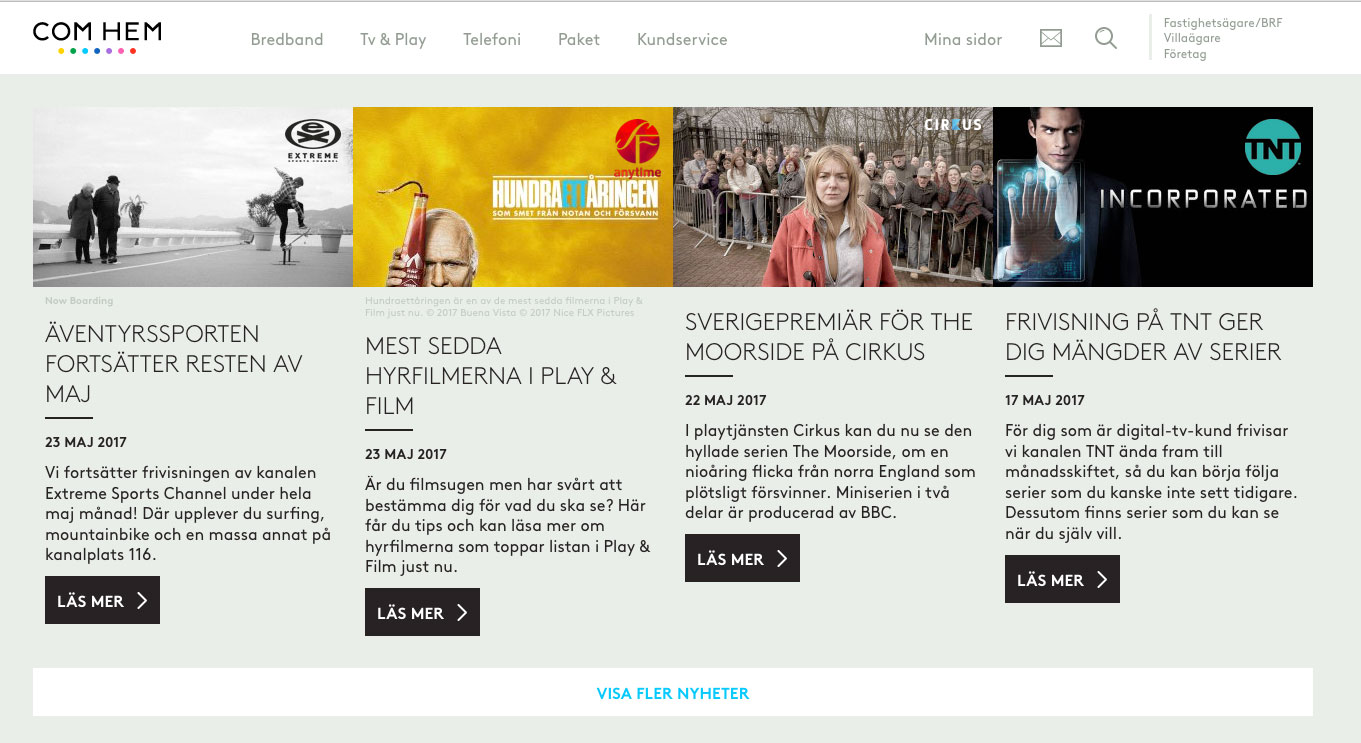 COM HEM
Bredband
Tv & Play
Telefoni
Paket
Kundservice
Mina sidor
Fastighetsägare/BRF
Villaägare
Företag
EXTREME
SPORTS CHANNEL
Now Boarding
ÄVENTYRSSPORTEN
FORTSÄTTER RESTEN AV
MAJ
23 MAJ 2017
Vi fortsätter frivisningen av kanalen
Extreme Sports Channel under hela
maj månad! Där upplever du surfing,
mountainbike och en massa annat på
kanalplats 116.
LÄS MER
SF
anytime
HUNDRAETTÅRINGEN
SOM SMET FRÅN NOTAN OCH FÖRSVANN
Hundraettåringen är en av de mest sedda filmerna i Play &
Film just nu. © 2017 Buena Vista © 2017 Nice FLX Pictures
MEST SEDDA
HYRFILMERNA I PLAY &
FILM
23 MAJ 2017
Är du filmsugen men har svårt att
bestämma dig för vad du ska se? Här
får du tips och kan läsa mer om
hyrfilmerna som toppar listan i Play &
Film just nu.
LÄS MER
CIRKUS
SVERIGEPREMIÄR FÖR THE
MOORSIDE PÅ CIRKUS
22 MAJ 2017
I playtjänsten Cirkus kan du nu se den
hyllade serien The Moorside, om en
nioåring flicka från norra England som
plötsligt försvinner. Miniserien i två
delar är producerad av BBC.
LÄS MER
TNT
INCORPORATED
FRIVISNING PÅ TNT GER
DIG MÄNGDER AV SERIER
17 MAJ 2017
För dig som är digital-tv-kund frivisar
vi kanalen TNT ända fram till
månadsskiftet, så du kan börja följa
serier som du kanske inte sett tidigare.
Dessutom finns serier som du kan se
när du själv vill.
LÄS MER
VISA FLER NYHETER